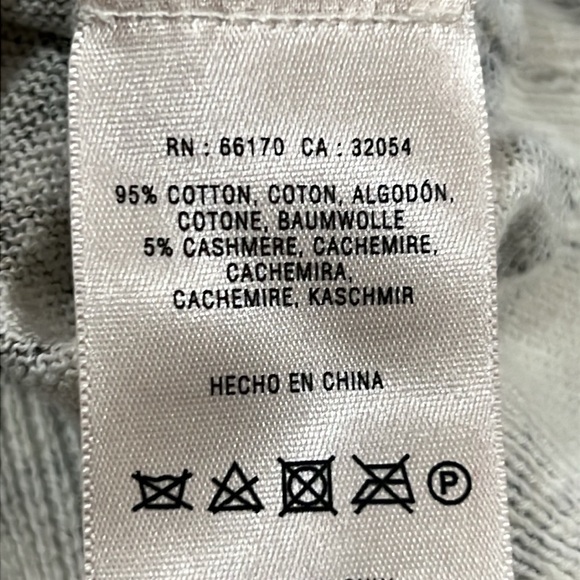 RN : 66170 CA : 32054
95% COTTON, COTON, ALGODÓN,
COTONE, BAUMWOLLE
5% CASHMERE, CACHEMIRE,
CACHEMIRA,
CACHEMIRE, KASCHMIR
HECHO EN CHINA
P